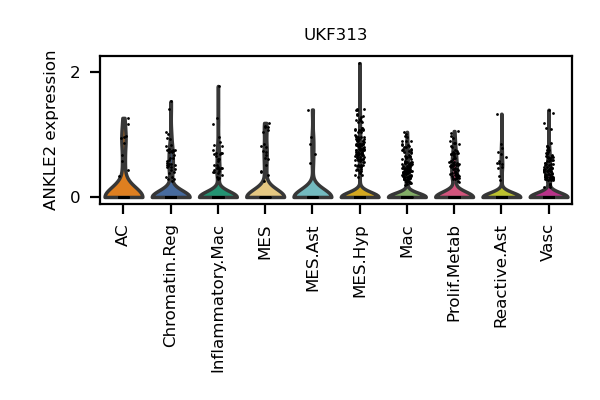 UKF313
ANKLE2 expression
2
0
AC
Chromatin.Reg
Inflammatory.Mac
MES
MES.Ast
MES.Hyp
Mac
Prolif.Metab
Reactive.Ast
Vasc